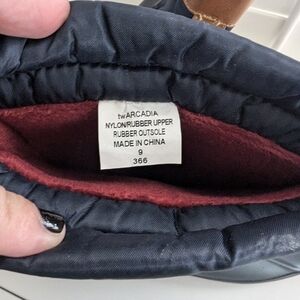 twARCADIA
NYLON/RUBBER UPPER
RUBBER OUTSOLE
MADE IN CHINA
9
366